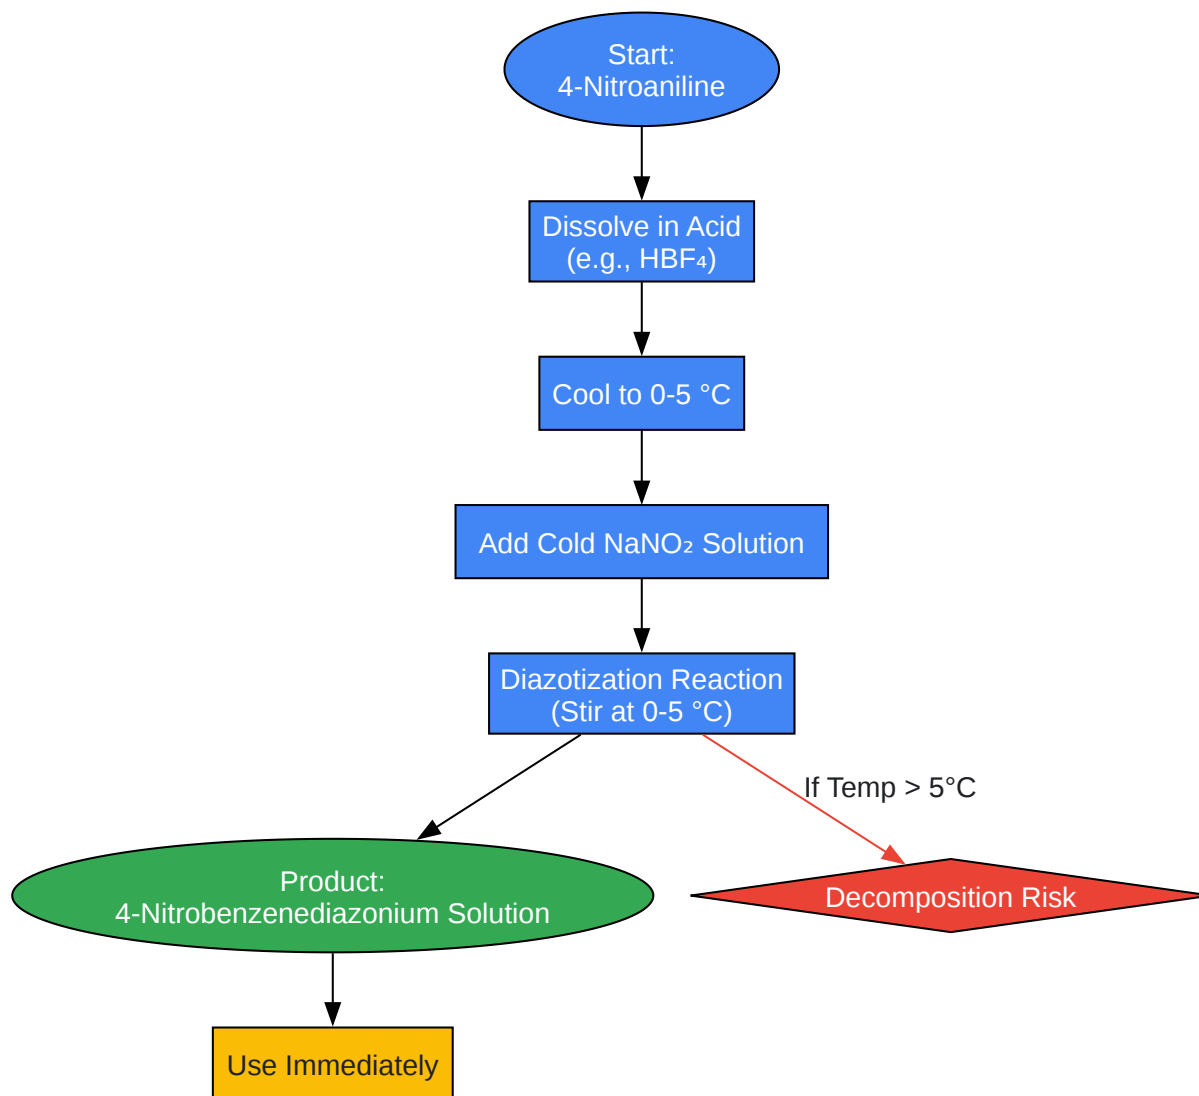 Start:
4-Nitroaniline
Dissolve in Acid
(e.g., HBF₄)
Cool to 0-5 °C
Add Cold NaNO₂ Solution
Diazotization Reaction
(Stir at 0-5 °C)
If Temp > 5°C
Product:
4-Nitrobenzenediazonium Solution
Decomposition Risk
Use Immediately